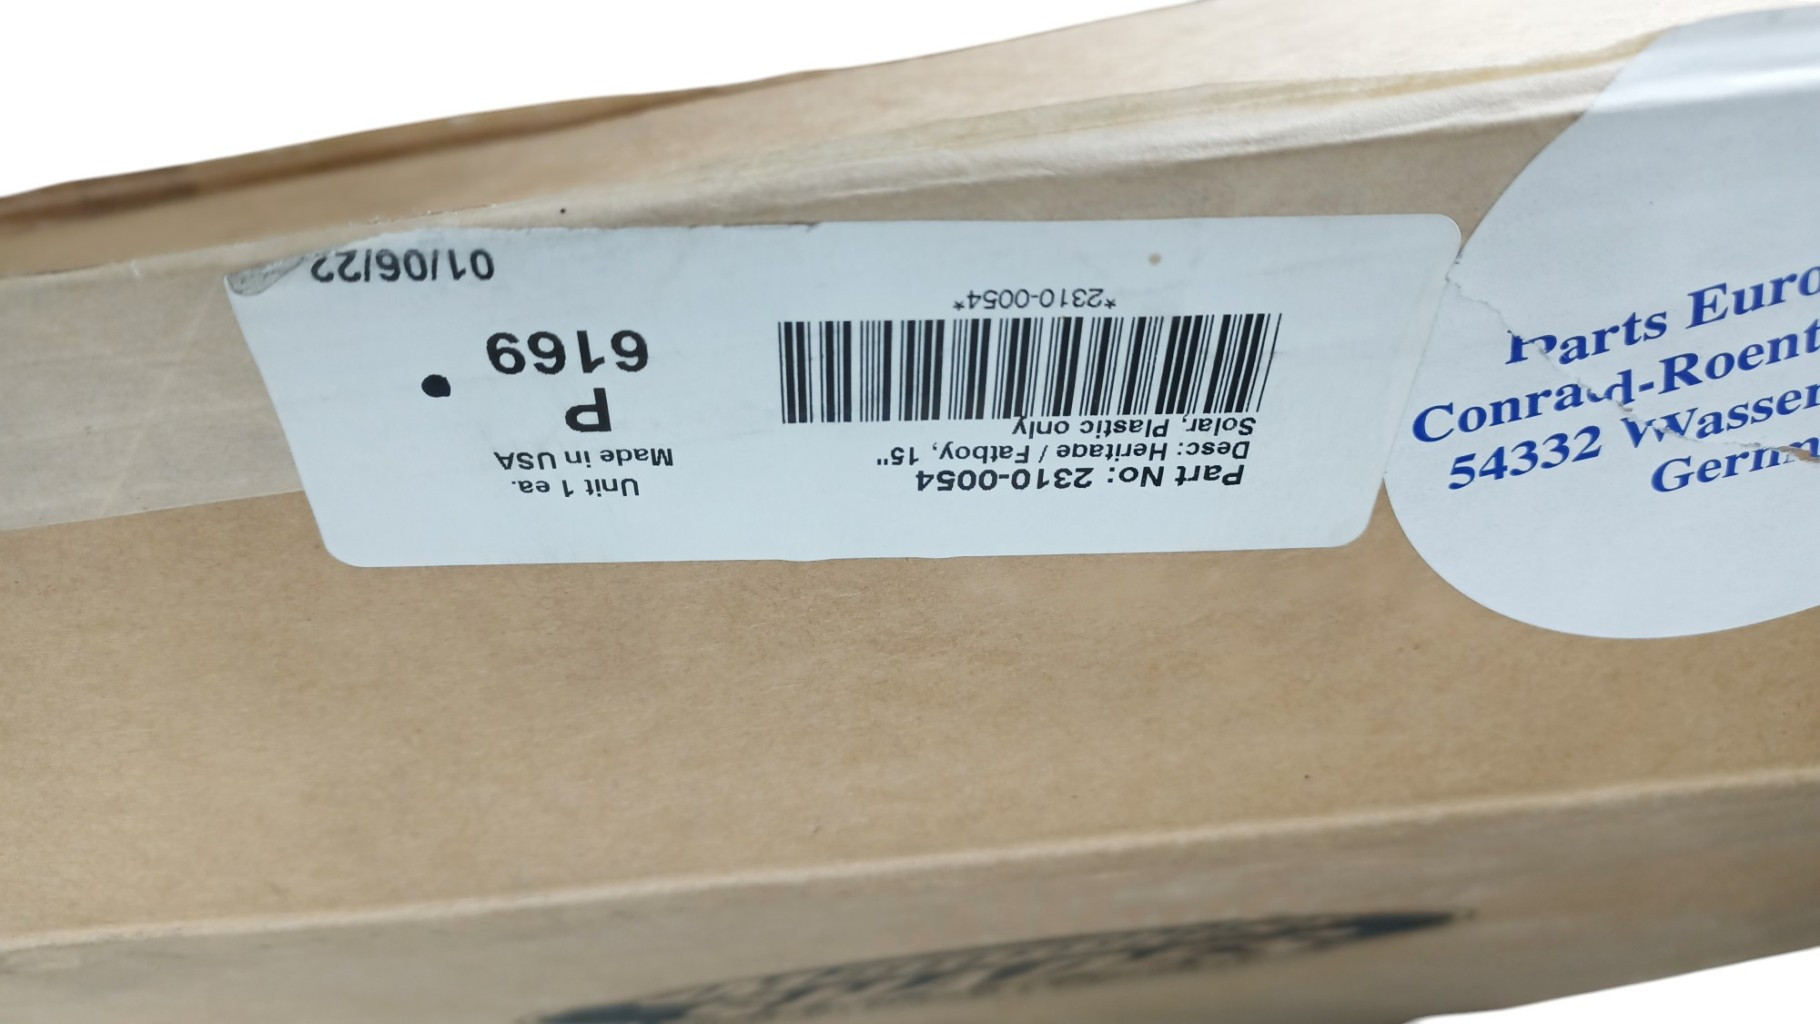 Part No: 2310-0054
Desc: Heritage / Fatboy, 15"
Solar, Plastic only
*2310-0054*
Unit 1 ea.
Made in USA
P
6169
01/06/22
Parts Euro
Conrad-Roent
54332 Wasser
Germ